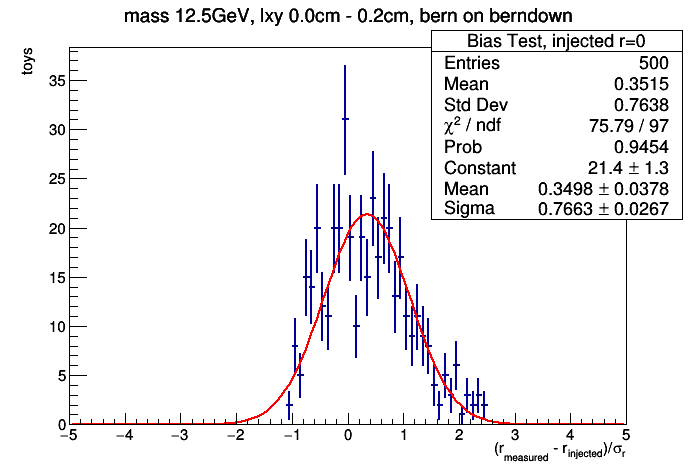 mass 12.5GeV, lxy 0.0cm - 0.2cm, bern on berndown
toys
Bias Test, injected r=0
Entries 500
Mean 0.3515
Std Dev 0.7638
χ² / ndf 75.79 / 97
Prob 0.9454
Constant 21.4 ± 1.3
Mean 0.3498 ± 0.0378
Sigma 0.7663 ± 0.0267
35
30
25
20
15
10
5
0
−5 −4 −3 −2 −1 0 1 2 3 4 5
(r_measured - r_injected)/σ_r